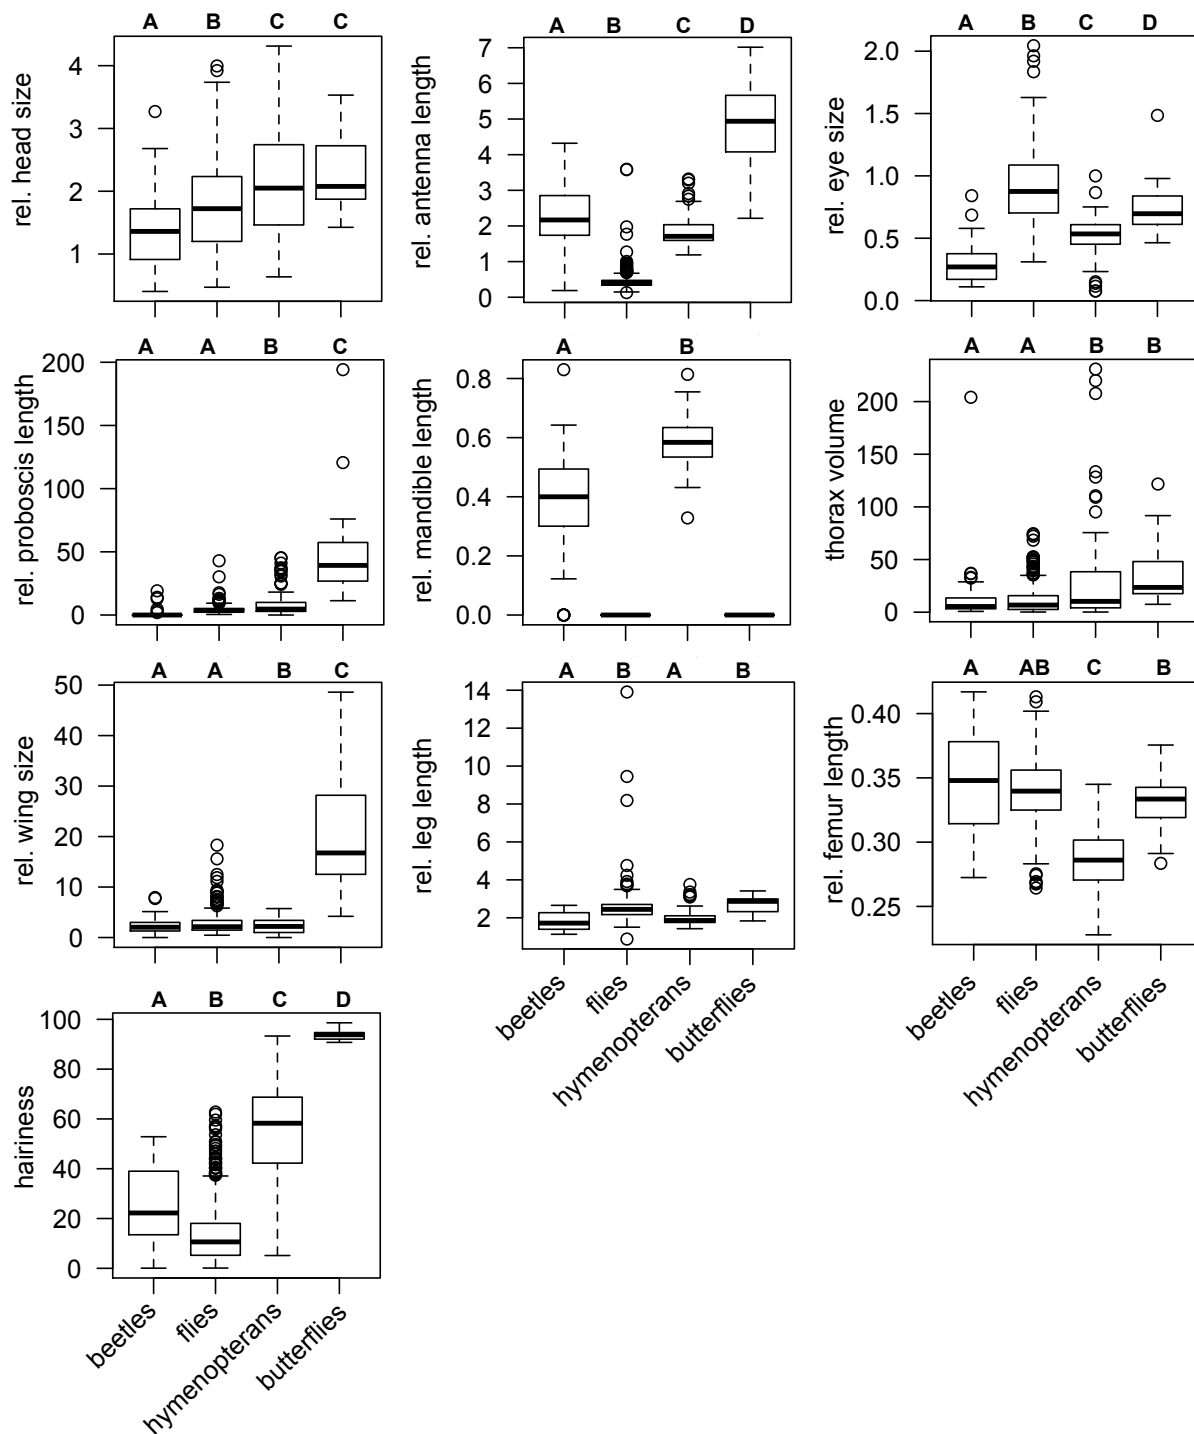 A B C C
rel. head size
4
3
2
1
A B C D
rel. antenna length
7
6
5
4
3
2
1
0
A B C D
rel. eye size
2.0
1.5
1.0
0.5
0.0
A A B C
rel. proboscis length
200
150
100
50
0
A B
rel. mandible length
0.8
0.6
0.4
0.2
0.0
A A B B
thorax volume
200
150
100
50
0
A A B C
rel. wing size
50
40
30
20
10
0
A B A B
rel. leg length
14
12
10
8
6
4
2
beetles
flies
hymenopterans
butterflies
A AB C B
rel. femur length
0.40
0.35
0.30
0.25
beetles
flies
hymenopterans
butterflies
A B C D
hairiness
100
80
60
40
20
0
beetles
flies
hymenopterans
butterflies